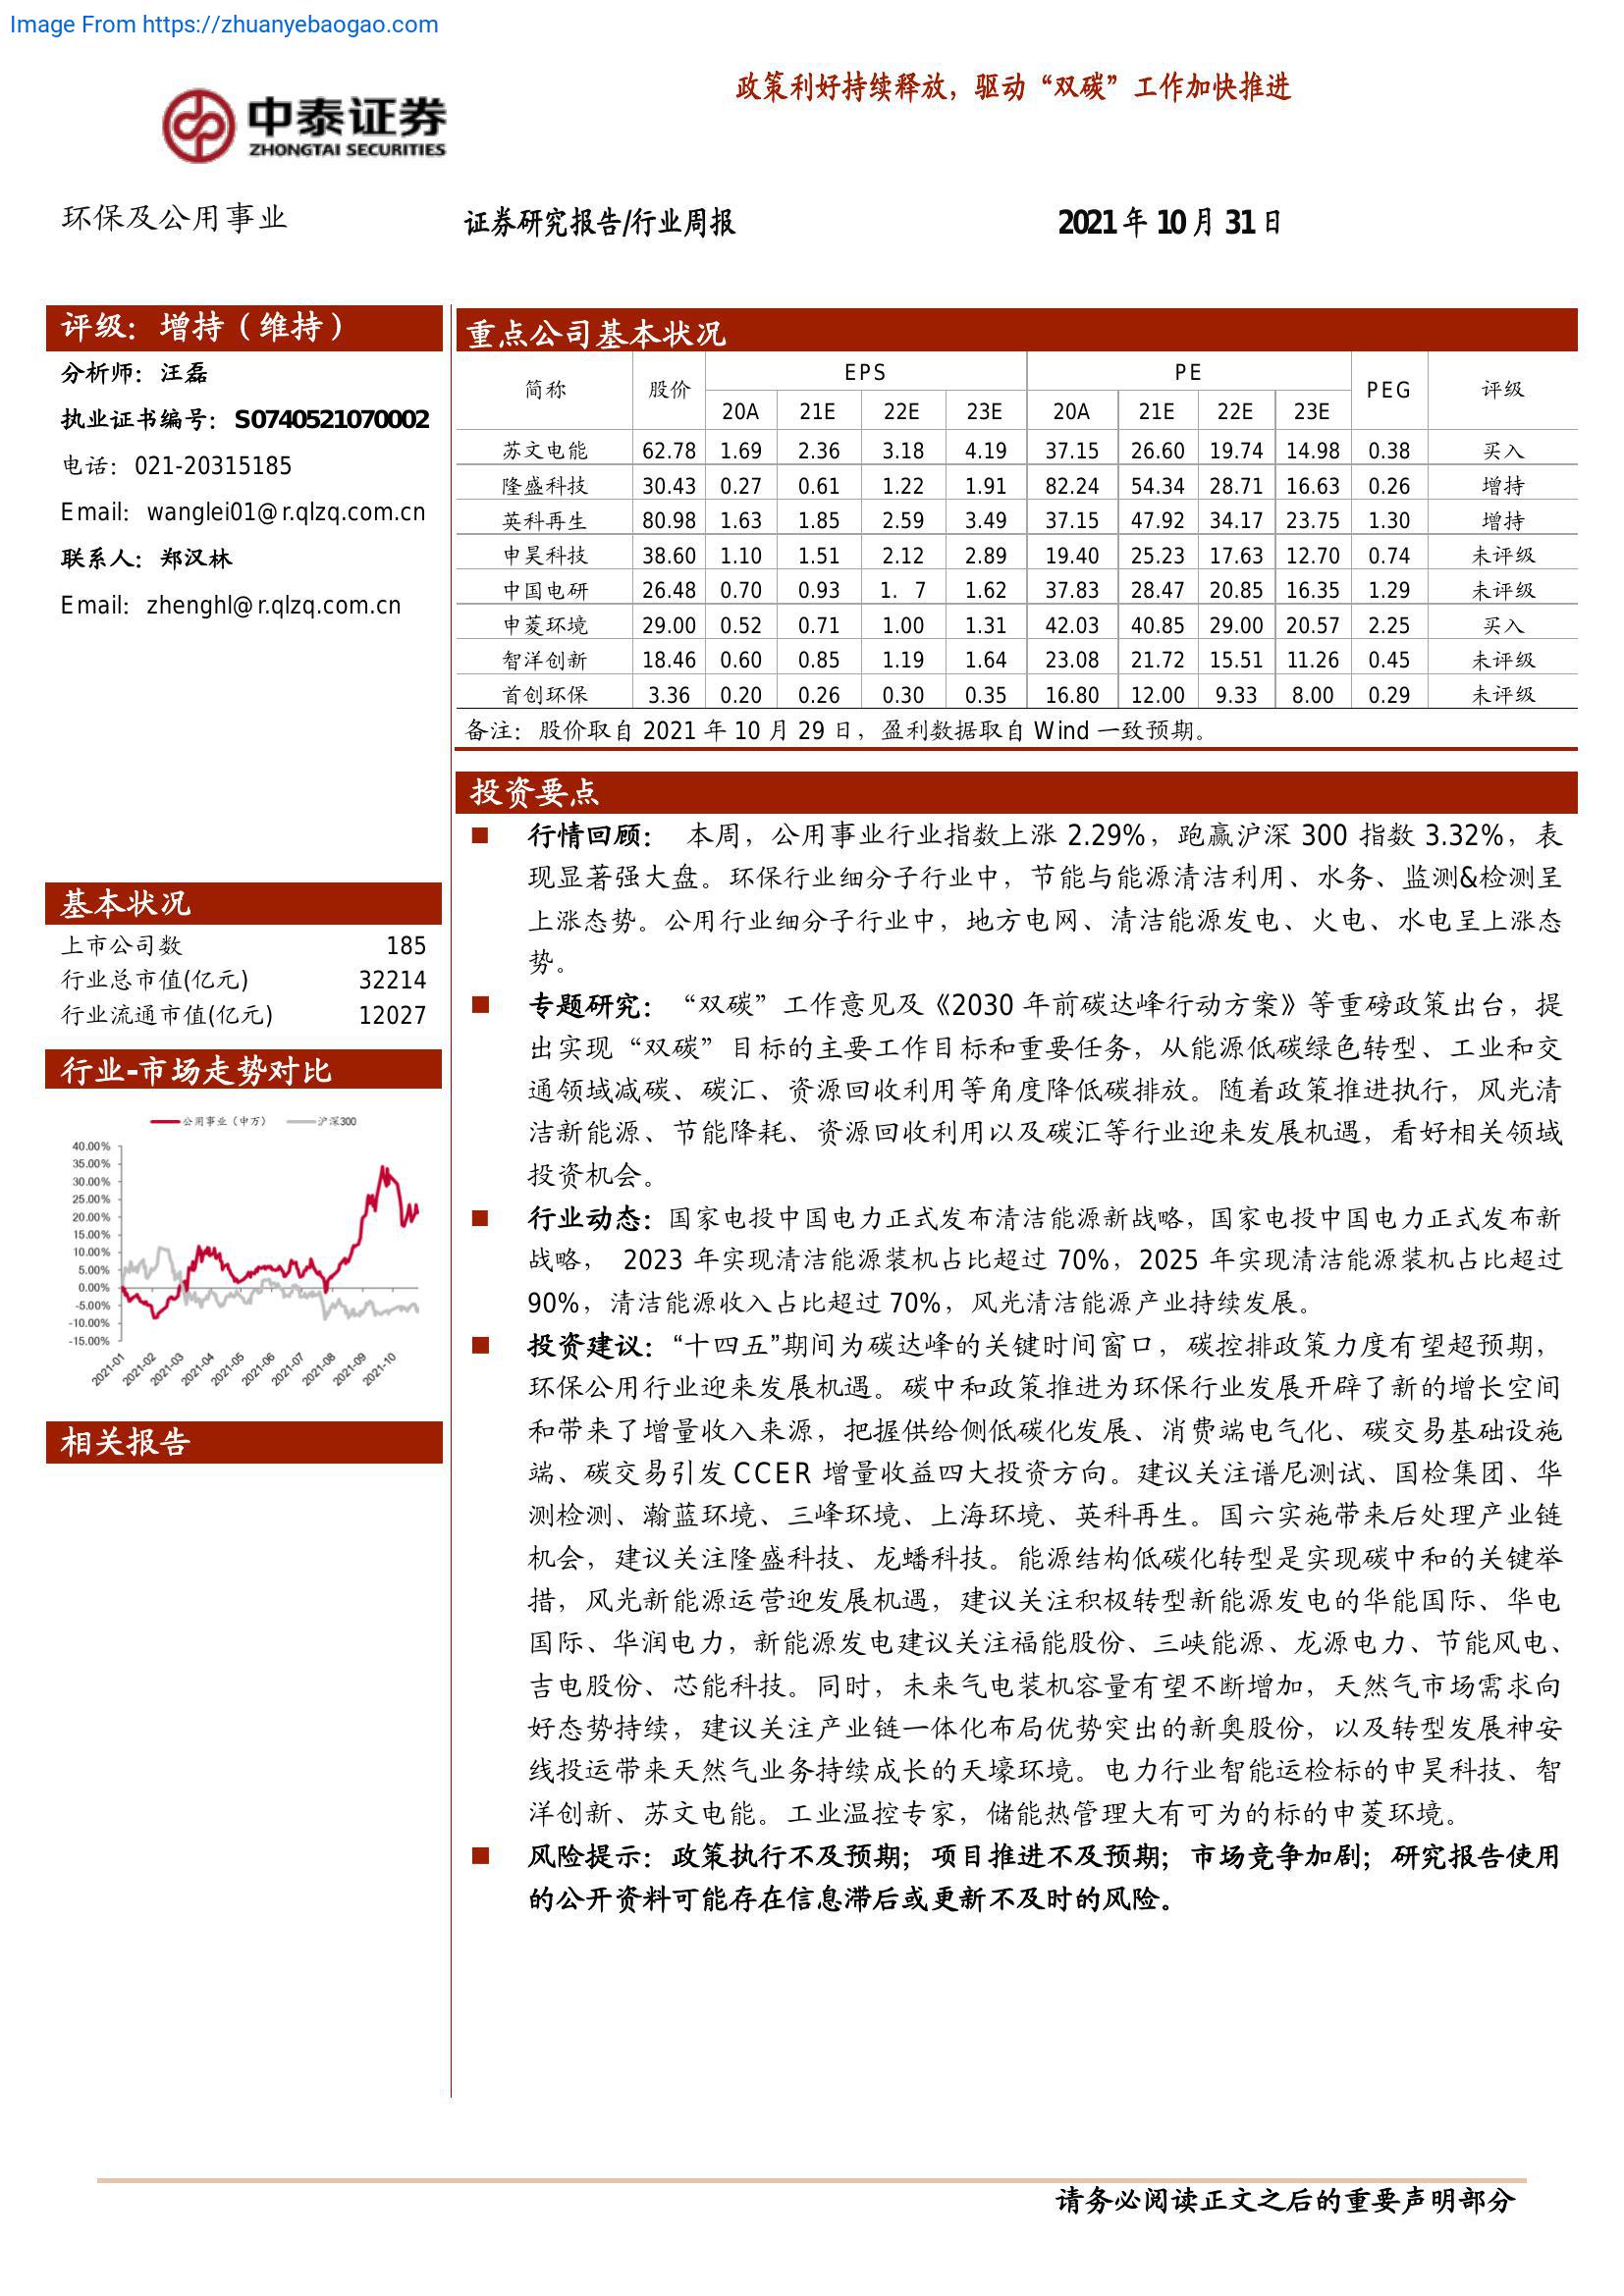 Image From https://zhuanyebaogao.com
政策利好持续释放，驱动“双碳”工作加快推进
中泰证券
ZHONGTAI SECURITIES
环保及公用事业 证券研究报告/行业周报 2021 年 10 月 31 日
评级：增持（维持）
分析师：汪磊
执业证书编号：S0740521070002
电话：021-20315185
Email：wanglei01@r.qlzq.com.cn
联系人：郑汉林
Email：zhenghl@r.qlzq.com.cn
基本状况
上市公司数 185
行业总市值(亿元) 32214
行业流通市值(亿元) 12027
行业-市场走势对比
公用事业（申万） 沪深300
40.00%
35.00%
30.00%
25.00%
20.00%
15.00%
10.00%
5.00%
0.00%
-5.00%
-10.00%
-15.00%
2021-01 2021-02 2021-03 2021-04 2021-05 2021-06 2021-07 2021-08 2021-09 2021-10
相关报告
重点公司基本状况
简称 股价 EPS PE PEG 评级
20A 21E 22E 23E 20A 21E 22E 23E
苏文电能 62.78 1.69 2.36 3.18 4.19 37.15 26.60 19.74 14.98 0.38 买入
隆盛科技 30.43 0.27 0.61 1.22 1.91 82.24 54.34 28.71 16.63 0.26 增持
英科再生 80.98 1.63 1.85 2.59 3.49 37.15 47.92 34.17 23.75 1.30 增持
申昊科技 38.60 1.10 1.51 2.12 2.89 19.40 25.23 17.63 12.70 0.74 未评级
中国电研 26.48 0.70 0.93 1. 7 1.62 37.83 28.47 20.85 16.35 1.29 未评级
申菱环境 29.00 0.52 0.71 1.00 1.31 42.03 40.85 29.00 20.57 2.25 买入
智洋创新 18.46 0.60 0.85 1.19 1.64 23.08 21.72 15.51 11.26 0.45 未评级
首创环保 3.36 0.20 0.26 0.30 0.35 16.80 12.00 9.33 8.00 0.29 未评级
备注：股价取自 2021 年 10 月 29 日，盈利数据取自 Wind 一致预期。
投资要点
■ 行情回顾： 本周，公用事业行业指数上涨 2.29%，跑赢沪深 300 指数 3.32%，表
现显著强大盘。环保行业细分子行业中，节能与能源清洁利用、水务、监测&检测呈
上涨态势。公用行业细分子行业中，地方电网、清洁能源发电、火电、水电呈上涨态
势。
■ 专题研究：“双碳”工作意见及《2030 年前碳达峰行动方案》等重磅政策出台，提
出实现“双碳”目标的主要工作目标和重要任务，从能源低碳绿色转型、工业和交
通领域减碳、碳汇、资源回收利用等角度降低碳排放。随着政策推进执行，风光清
洁新能源、节能降耗、资源回收利用以及碳汇等行业迎来发展机遇，看好相关领域
投资机会。
■ 行业动态：国家电投中国电力正式发布清洁能源新战略，国家电投中国电力正式发布新
战略， 2023 年实现清洁能源装机占比超过 70%，2025 年实现清洁能源装机占比超过
90%，清洁能源收入占比超过 70%，风光清洁能源产业持续发展。
■ 投资建议：“十四五”期间为碳达峰的关键时间窗口，碳控排政策力度有望超预期，
环保公用行业迎来发展机遇。碳中和政策推进为环保行业发展开辟了新的增长空间
和带来了增量收入来源，把握供给侧低碳化发展、消费端电气化、碳交易基础设施
端、碳交易引发 CCER 增量收益四大投资方向。建议关注谱尼测试、国检集团、华
测检测、瀚蓝环境、三峰环境、上海环境、英科再生。国六实施带来后处理产业链
机会，建议关注隆盛科技、龙蟠科技。能源结构低碳化转型是实现碳中和的关键举
措，风光新能源运营迎发展机遇，建议关注积极转型新能源发电的华能国际、华电
国际、华润电力，新能源发电建议关注福能股份、三峡能源、龙源电力、节能风电、
吉电股份、芯能科技。同时，未来气电装机容量有望不断增加，天然气市场需求向
好态势持续，建议关注产业链一体化布局优势突出的新奥股份，以及转型发展神安
线投运带来天然气业务持续成长的天壕环境。电力行业智能运检标的申昊科技、智
洋创新、苏文电能。工业温控专家，储能热管理大有可为的标的申菱环境。
■ 风险提示：政策执行不及预期；项目推进不及预期；市场竞争加剧；研究报告使用
的公开资料可能存在信息滞后或更新不及时的风险。
请务必阅读正文之后的重要声明部分